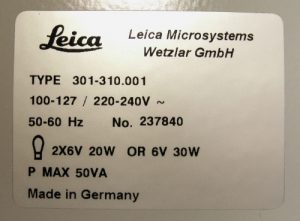 Leica Leica Microsystems
Wetzlar GmbH
TYPE 301-310.001
100-127 / 220-240V ~
50-60 Hz No. 237840
2X6V 20W OR 6V 30W
P MAX 50VA
Made in Germany